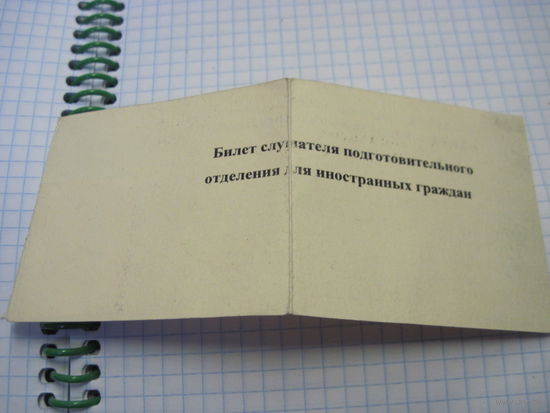 Билет слушателя подготовительного
отделения для иностранных граждан